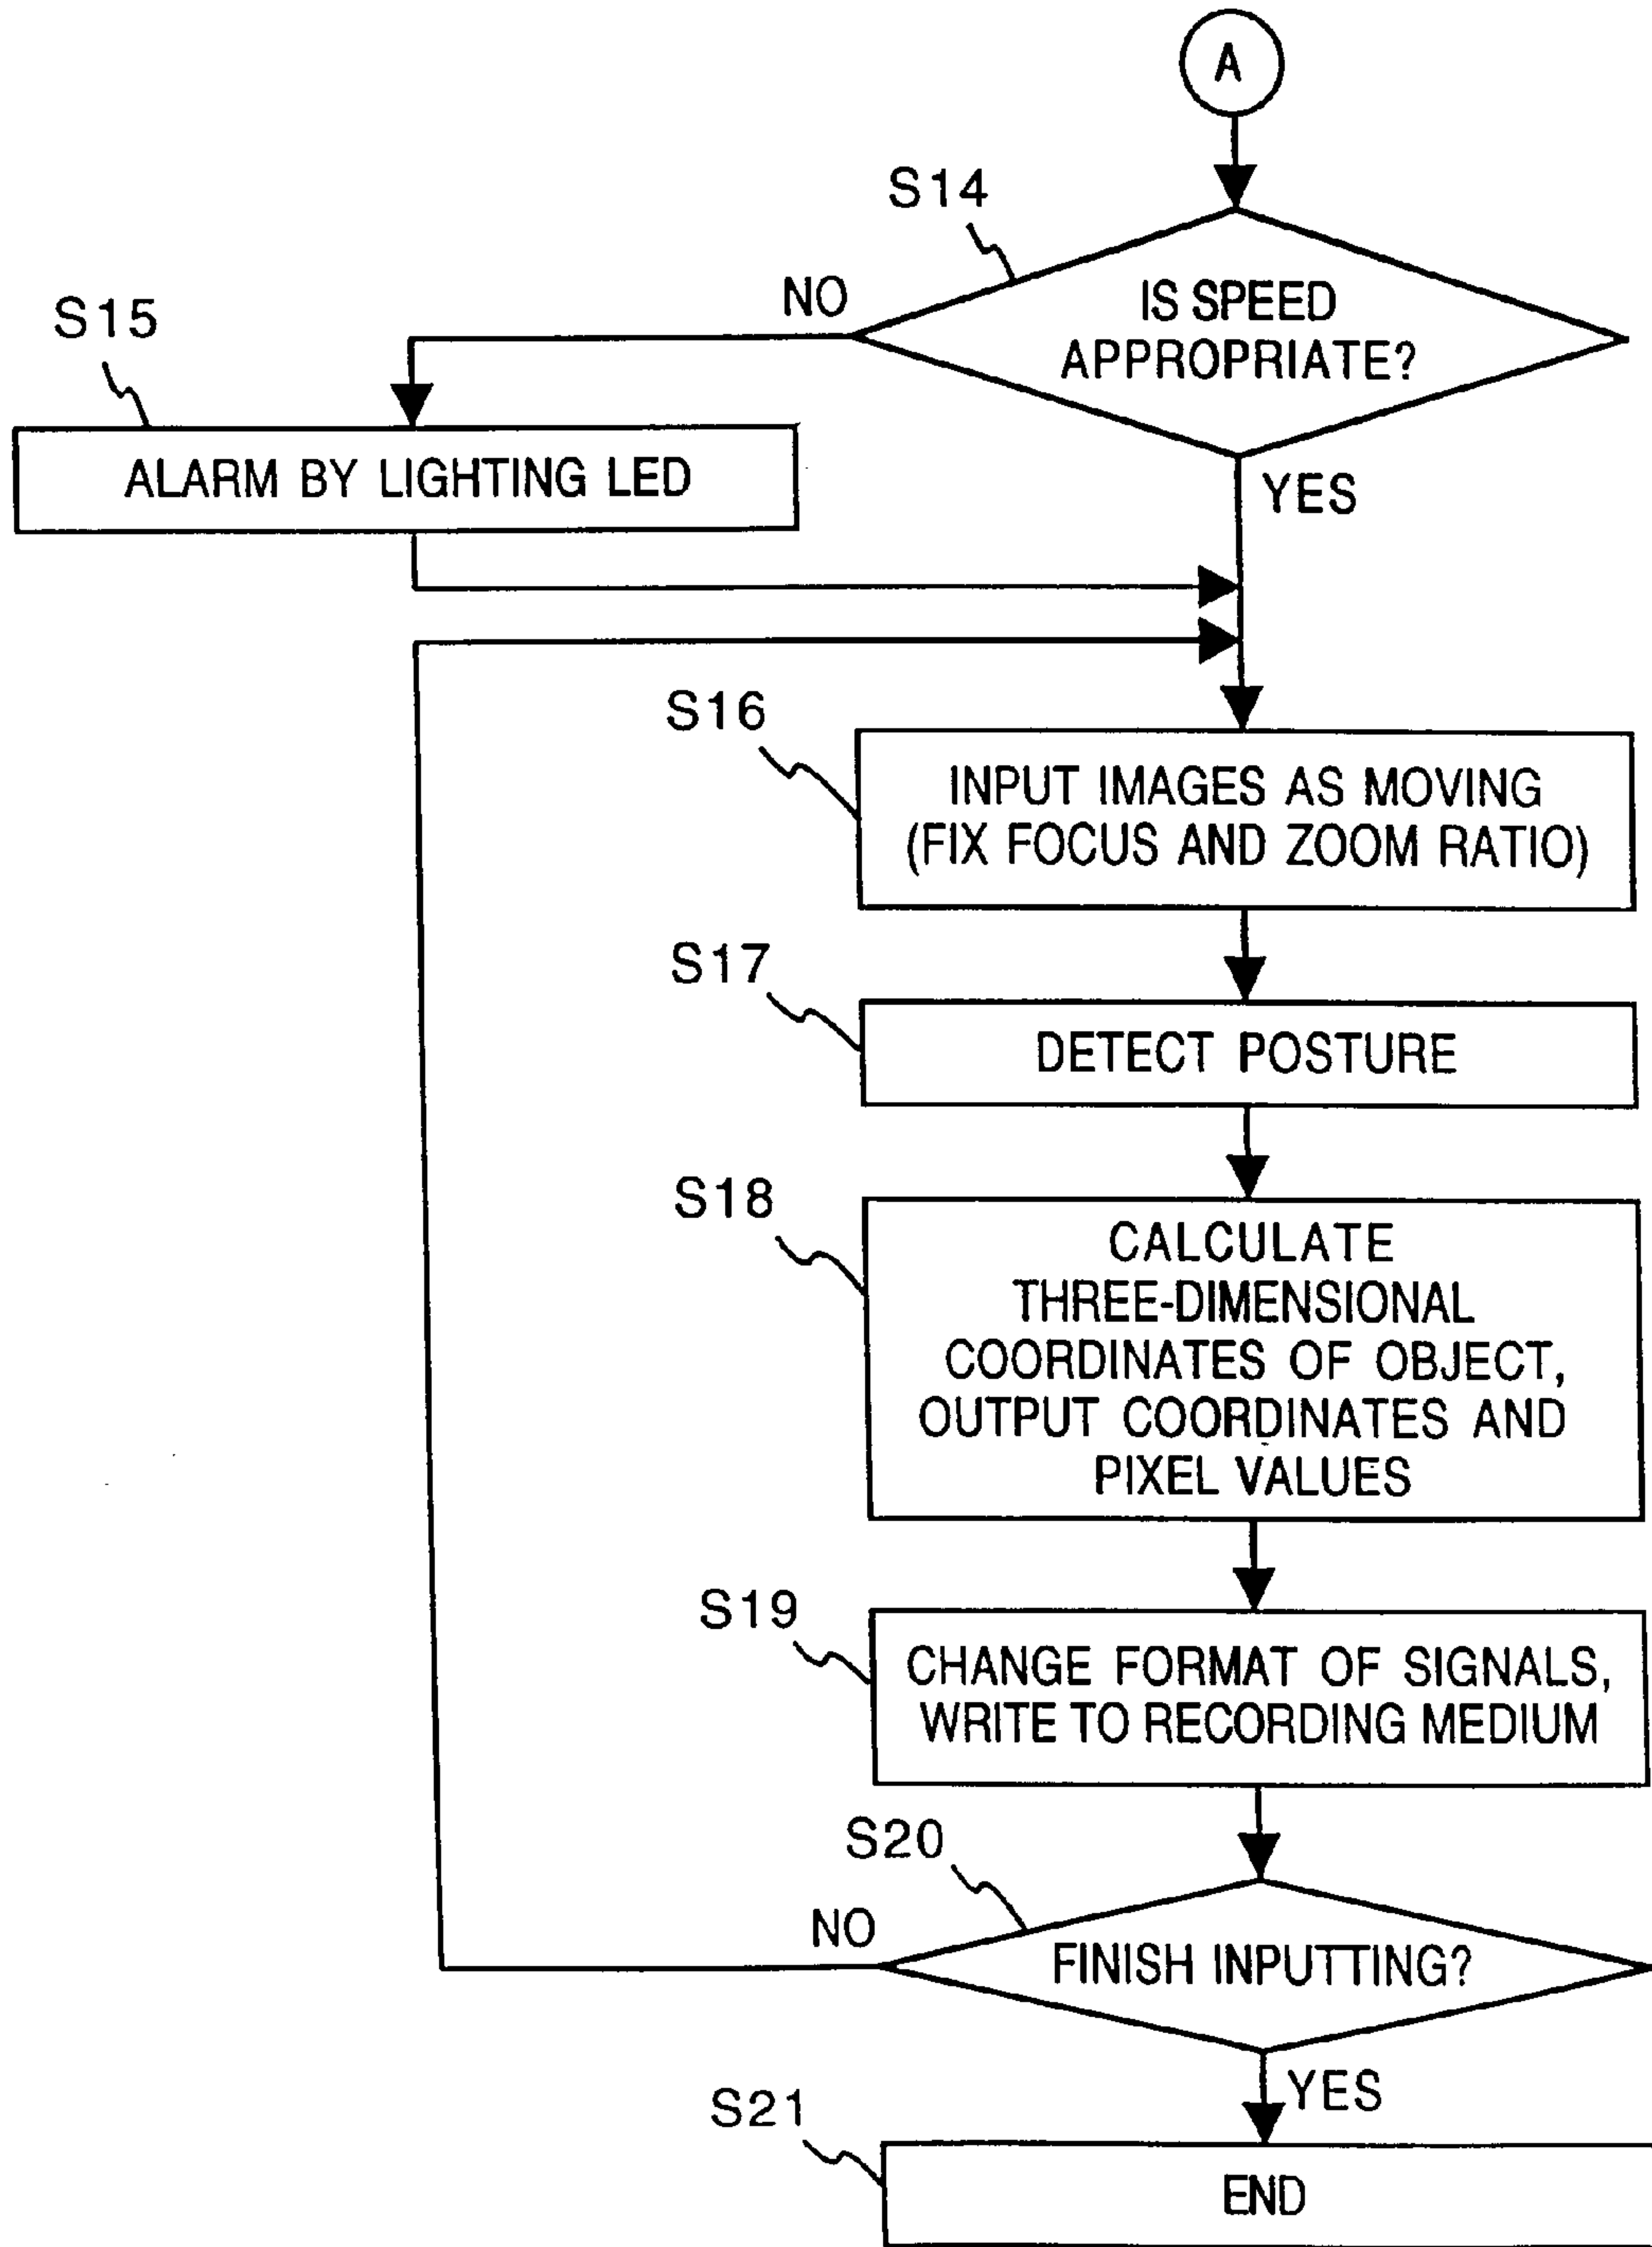 A
S14
NO
IS SPEED
APPROPRIATE?
S15
ALARM BY LIGHTING LED
YES
S16
INPUT IMAGES AS MOVING
(FIX FOCUS AND ZOOM RATIO)
S17
DETECT POSTURE
S18
CALCULATE
THREE-DIMENSIONAL
COORDINATES OF OBJECT,
OUTPUT COORDINATES AND
PIXEL VALUES
S19
CHANGE FORMAT OF SIGNALS,
WRITE TO RECORDING MEDIUM
S20
NO
FINISH INPUTTING?
YES
S21
END